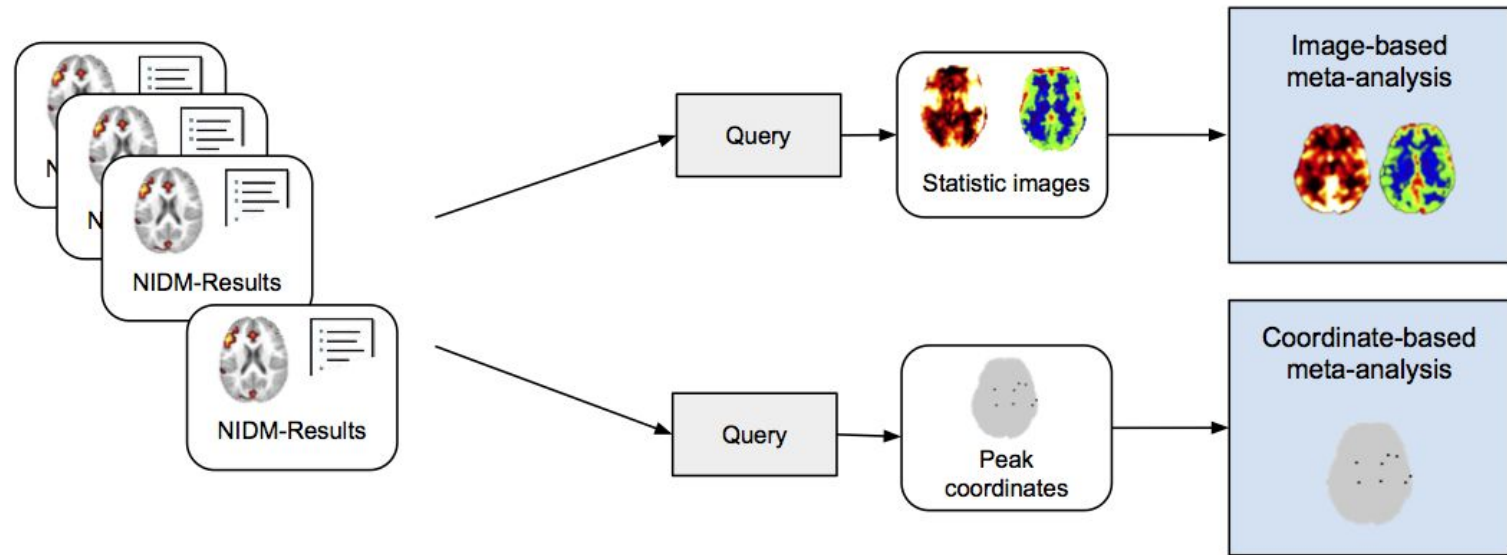 N
N
NIDM-Results
NIDM-Results
Query
Statistic images
Image-based
meta-analysis
Query
Peak
coordinates
Coordinate-based
meta-analysis